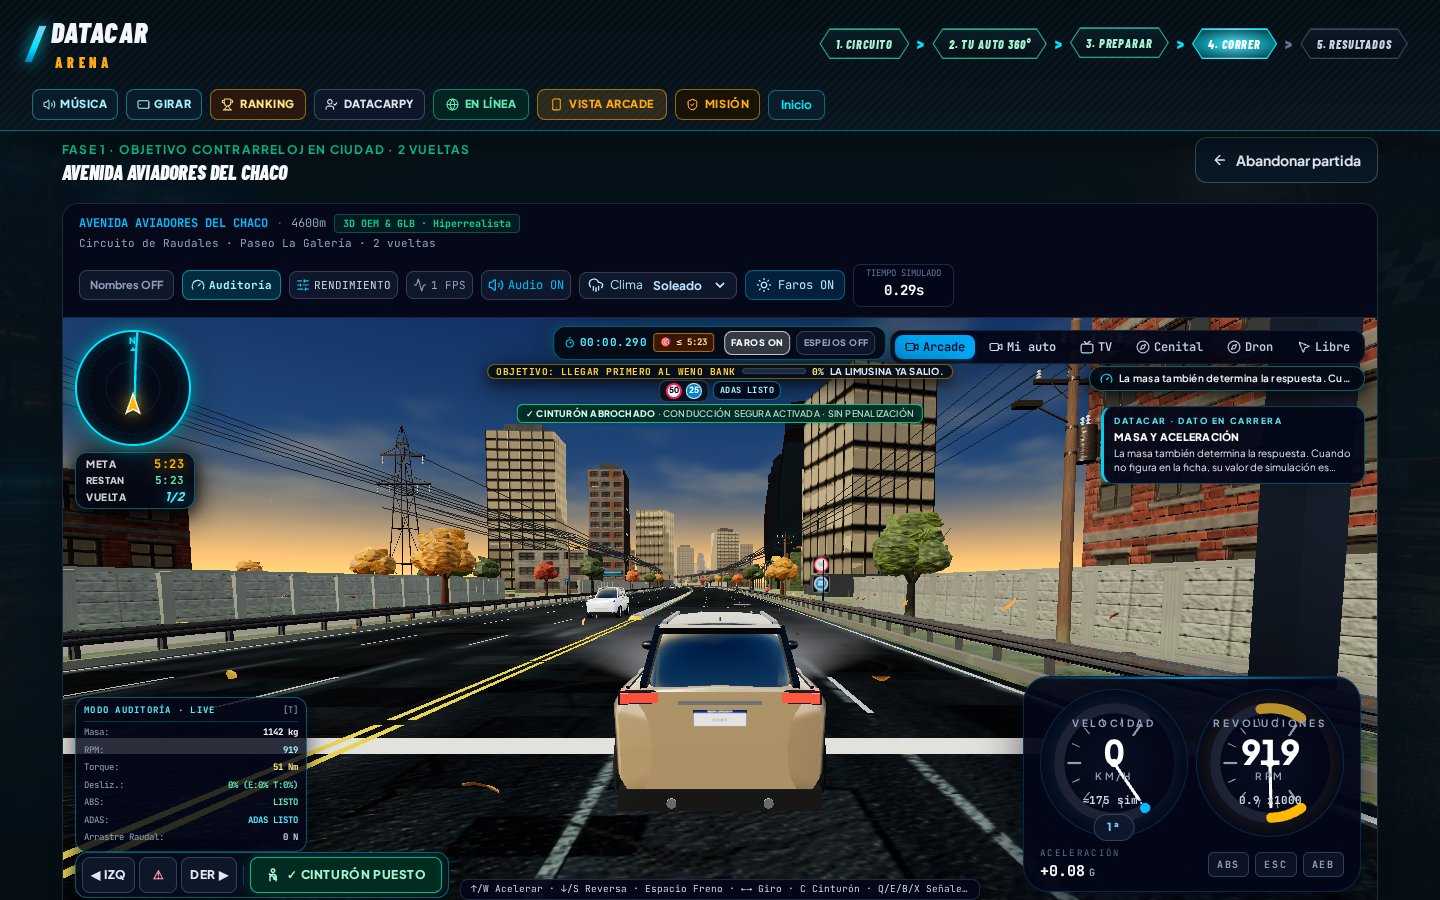 DATACAR
ARENA
1. CIRCUITO > 2. TU AUTO 360° > 3. PREPARAR > 4. CORRER > 5. RESULTADOS
MÚSICA GIRAR RANKING DATACARPY EN LÍNEA VISTA ARCADE MISIÓN Inicio
FASE 1 · OBJETIVO CONTRARRELOJ EN CIUDAD · 2 VUELTAS
AVENIDA AVIADORES DEL CHACO
← Abandonar partida
AVENIDA AVIADORES DEL CHACO · 4600m 3D OEM & GLB · Hiperrealista
Circuito de Raudales · Paseo La Galería · 2 vueltas
Nombres OFF Auditoría RENDIMIENTO 1 FPS Audio ON Clima Soleado Faros ON
TIEMPO SIMULADO
0.29s
N
00:00.290 🎯 ≤ 5:23 FAROS ON ESPEJOS OFF
Arcade Mi auto TV Cenital Dron Libre
OBJETIVO: LLEGAR PRIMERO AL WENO BANK 0% LA LIMUSINA YA SALIO.
50 25 ADAS LISTO
✓ CINTURÓN ABROCHADO · CONDUCCIÓN SEGURA ACTIVADA · SIN PENALIZACIÓN
La masa también determina la respuesta. Cu…
DATACAR · DATO EN CARRERA
MASA Y ACELERACIÓN
La masa también determina la respuesta. Cuando
no figura en la ficha, su valor de simulación es…
META 5:23
RESTAN 5:23
VUELTA 1/2
MODO AUDITORÍA · LIVE [T]
Masa: 1142 kg
RPM: 919
Torque: 51 Nm
Desliz.: 0% (E:0% T:0%)
ABS: LISTO
ADAS: ADAS LISTO
Arrastre Raudal: 0 N
◀ IZQ ⚠ DER ▶ ✓ CINTURÓN PUESTO
↑/W Acelerar · ↓/S Reversa · Espacio Freno · ←→ Giro · C Cinturón · Q/E/B/X Señale…
VELOCIDAD
0
KM/H
≈175 sim.
1ª
REVOLUCIONES
919
RPM
0.9 x1000
ACELERACIÓN
+0.08 G
ABS ESC AEB